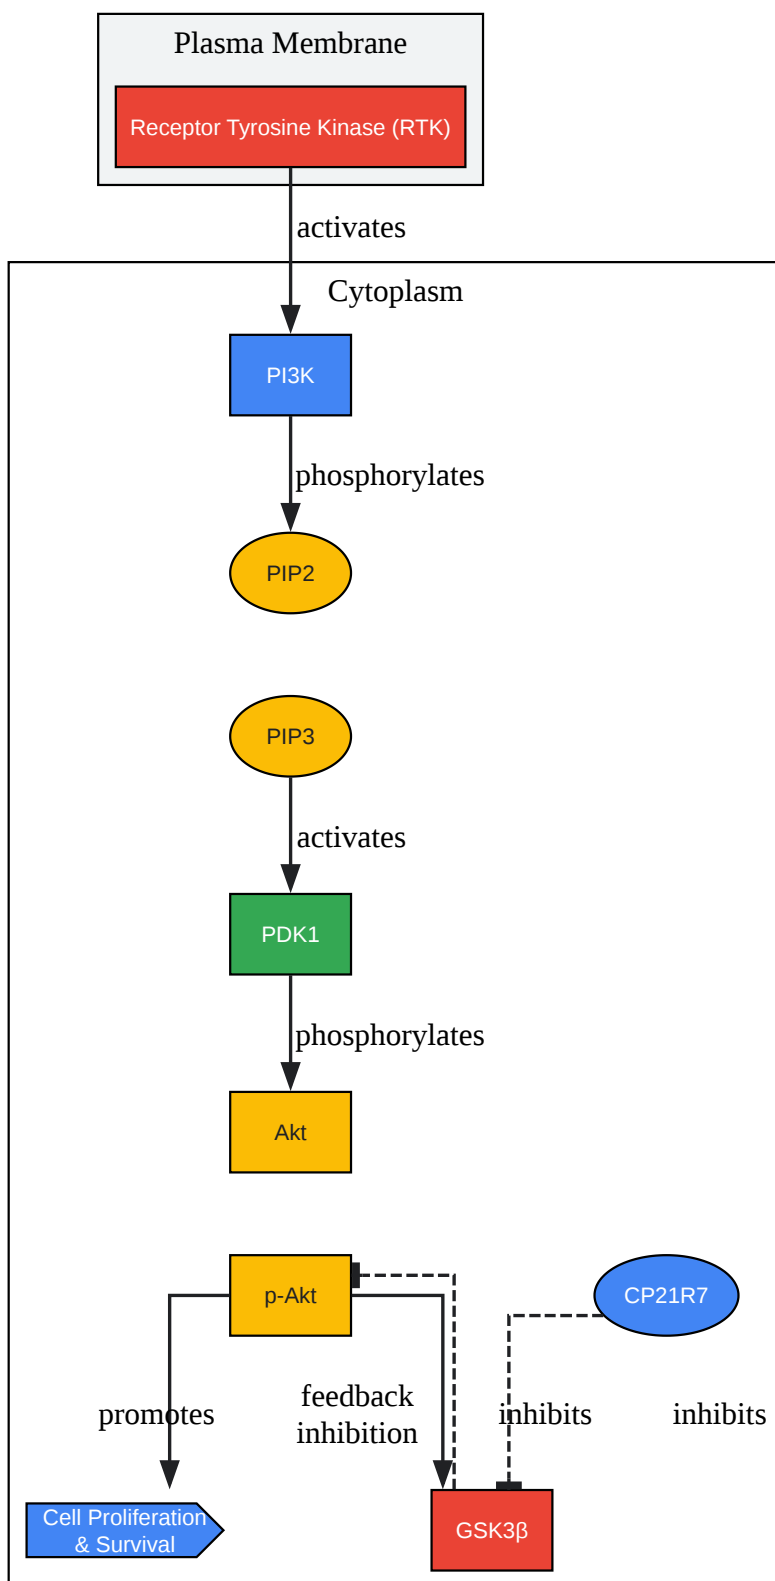 Plasma Membrane
Receptor Tyrosine Kinase (RTK)
activates
Cytoplasm
PI3K
phosphorylates
PIP2
PIP3
activates
PDK1
phosphorylates
Akt
p-Akt
CP21R7
promotes
feedback
inhibition
inhibits
inhibits
Cell Proliferation
& Survival
GSK3β